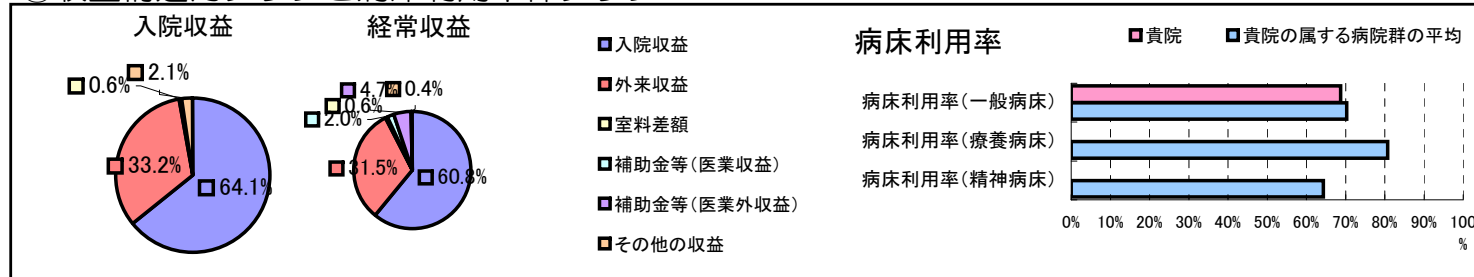 入院収益
経常収益
2.1%
0.6%
33.2%
64.1%
4.7%
0.4%
0.6%
2.0%
31.5%
60.8%
入院収益
外来収益
室料差額
補助金等(医業収益)
補助金等(医業外収益)
その他の収益
病床利用率
貴院
貴院の属する病院群の平均
病床利用率(一般病床)
病床利用率(療養病床)
病床利用率(精神病床)
0% 10% 20% 30% 40% 50% 60% 70% 80% 90% 100
%